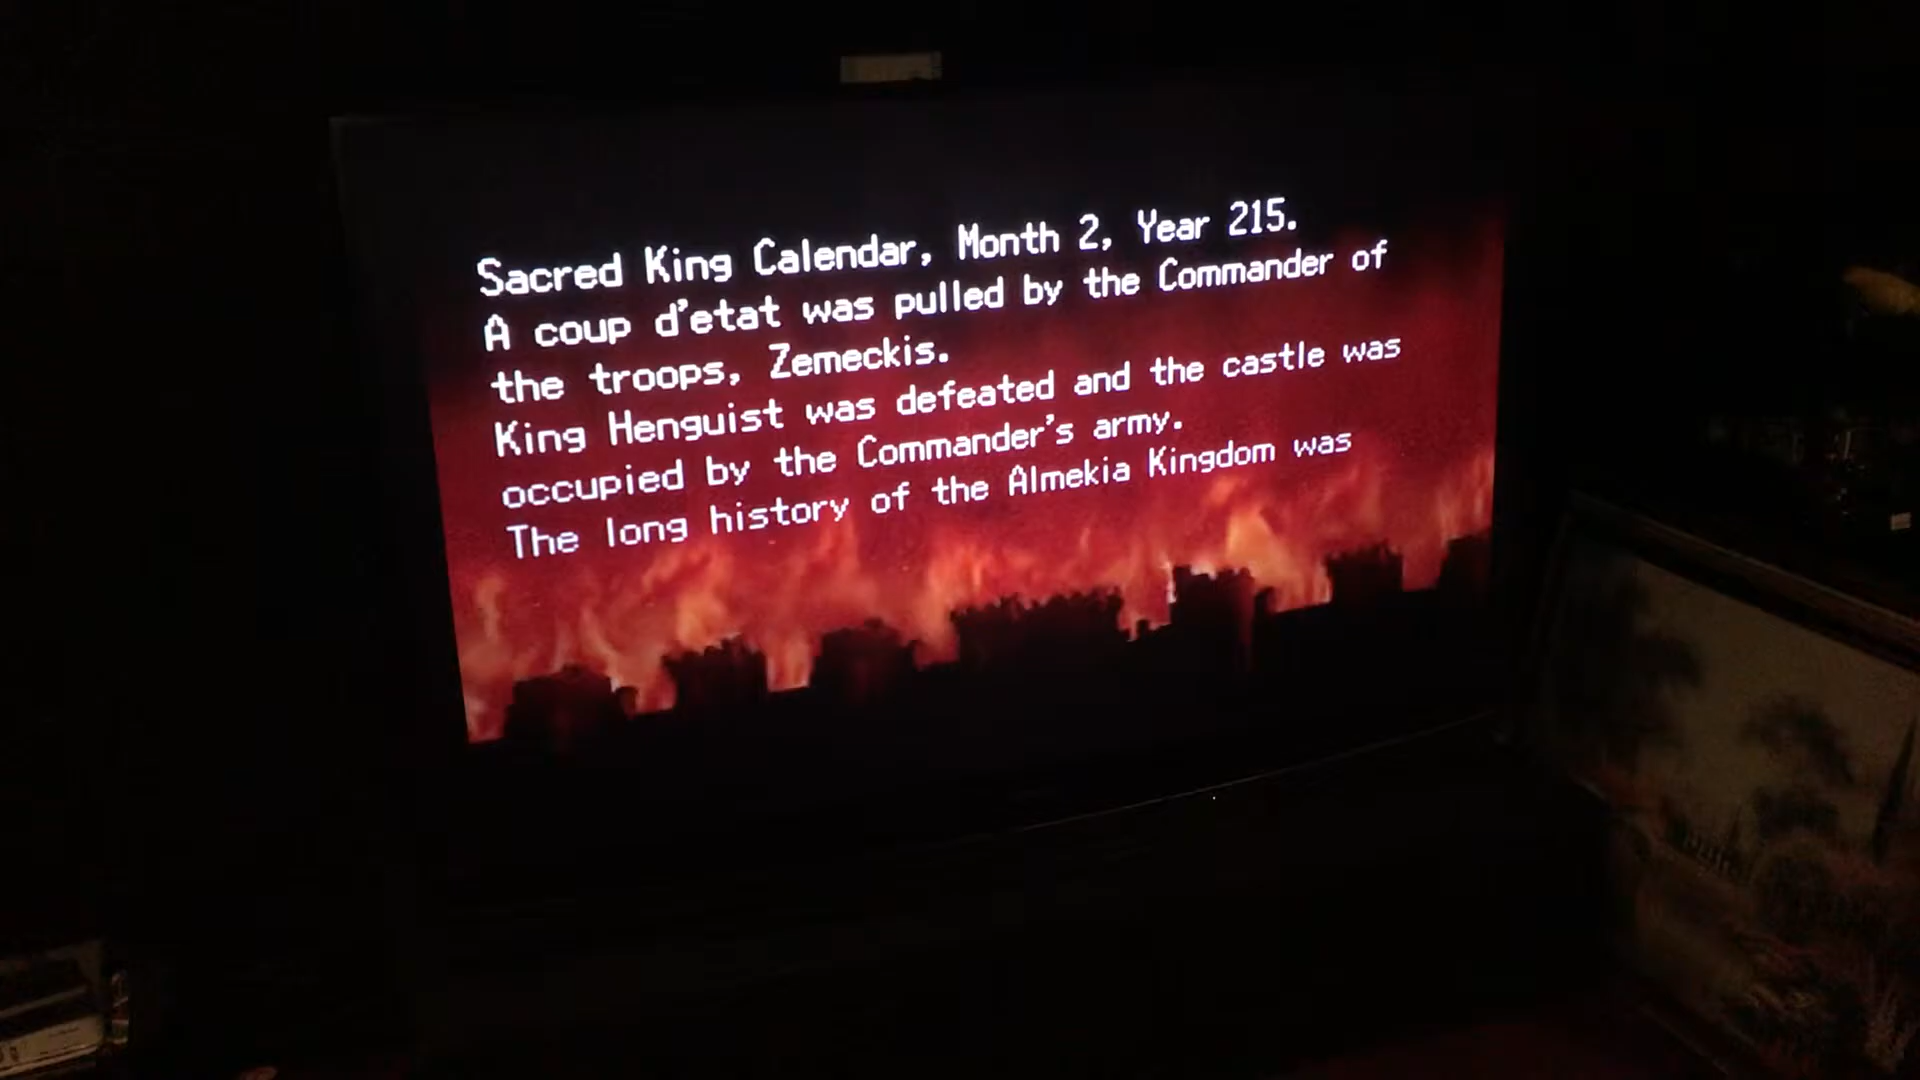 Sacred King Calendar, Month 2, Year 215.
A coup d'etat was pulled by the Commander of
the troops, Zemeckis.
King Henguist was defeated and the castle was
occupied by the Commander's army.
The long history of the Almekia Kingdom was